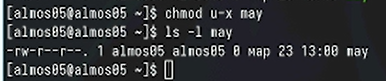 [almos05@almos05 ~]$ chmod u-x may
[almos05@almos05 ~]$ ls -l may
-rw-r--r--. 1 almos05 almos05 0 мар 23 13:00 may
[almos05@almos05 ~]$